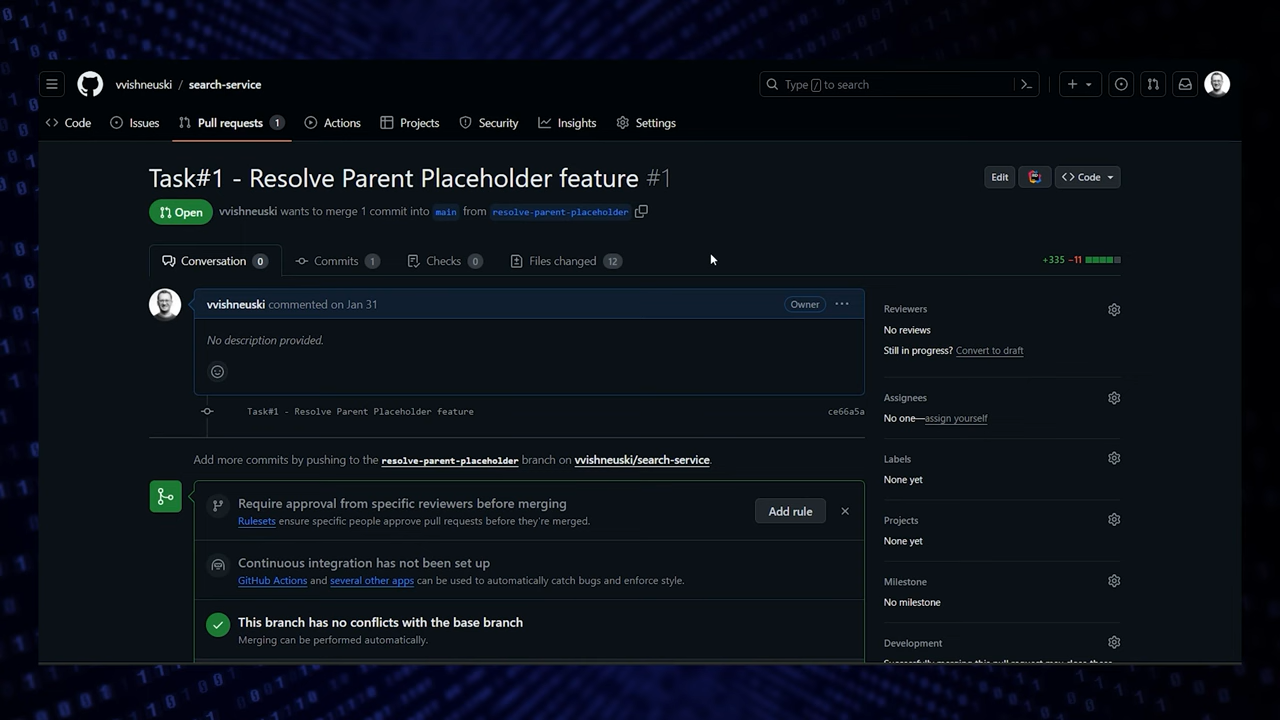 vvishneuski / search-service
Type / to search
Code
Issues
Pull requests 1
Actions
Projects
Security
Insights
Settings
Task#1 - Resolve Parent Placeholder feature #1
Edit
Code
Open
vvishneuski wants to merge 1 commit into main from resolve-parent-placeholder
Conversation 0
Commits 1
Checks 0
Files changed 12
+335 −11
vvishneuski commented on Jan 31
Owner
No description provided.
Task#1 - Resolve Parent Placeholder feature
ce66a5a
Add more commits by pushing to the resolve-parent-placeholder branch on vvishneuski/search-service.
Require approval from specific reviewers before merging
Rulesets ensure specific people approve pull requests before they're merged.
Add rule
Continuous integration has not been set up
GitHub Actions and several other apps can be used to automatically catch bugs and enforce style.
This branch has no conflicts with the base branch
Merging can be performed automatically.
Reviewers
No reviews
Still in progress? Convert to draft
Assignees
No one—assign yourself
Labels
None yet
Projects
None yet
Milestone
No milestone
Development
Successfully merging this pull request may close these